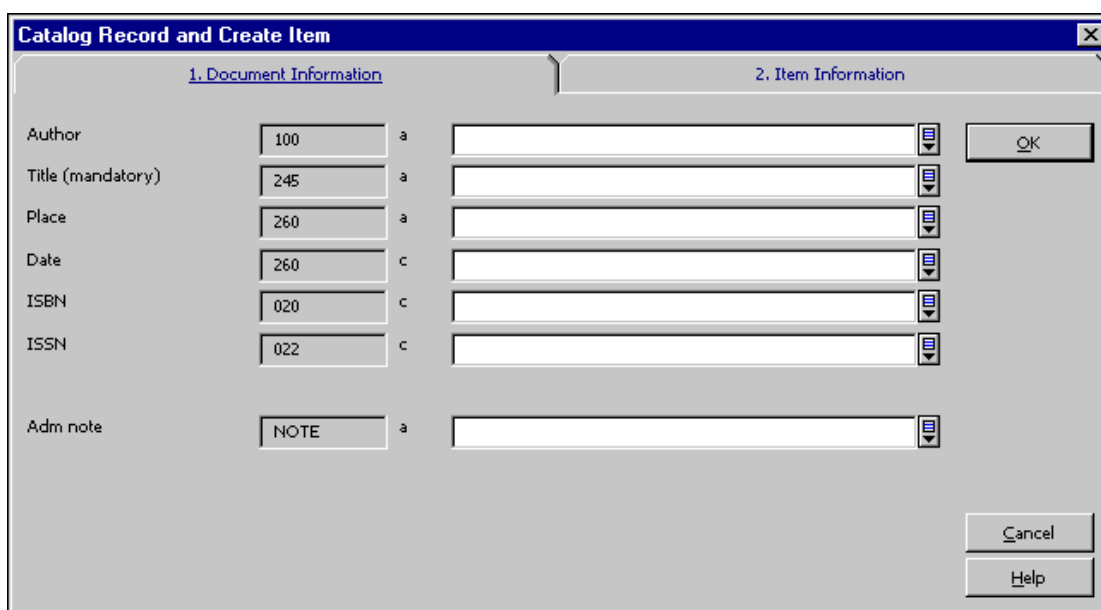 Catalog Record and Create Item
1. Document Information 2. Item Information
Author 100 a
OK
Title (mandatory) 245 a
Place 260 a
Date 260 c
ISBN 020 c
ISSN 022 c
Adm note NOTE a
Cancel
Help